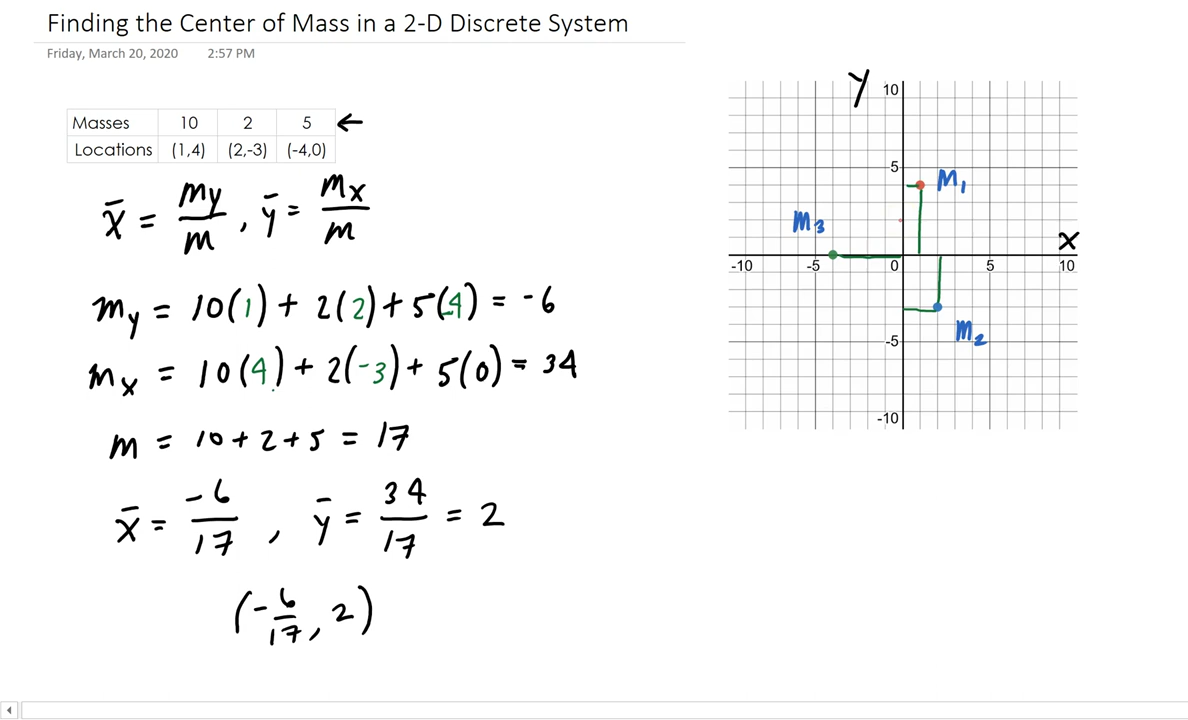 Finding the Center of Mass in a 2-D Discrete System
Friday, March 20, 2020 2:57 PM
Masses 10 2 5 ←
Locations (1,4) (2,-3) (-4,0)
x̄ = My/m , ȳ = Mx/m
My = 10(1) + 2(2) + 5(-4) = -6
Mx = 10(4) + 2(-3) + 5(0) = 34
m = 10 + 2 + 5 = 17
x̄ = -6/17 , ȳ = 34/17 = 2
(-6/17, 2)
y
10
5
M1
M3
x
-10 -5 0 5 10
M2
-5
-10